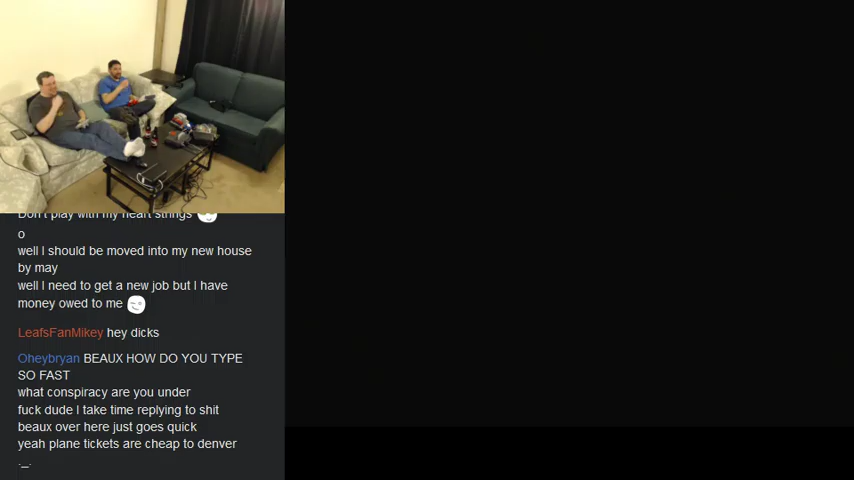 Don't play with my heart strings
o
well I should be moved into my new house
by may
well I need to get a new job but I have
money owed to me
LeafsFanMikey hey dicks
Oheybryan BEAUX HOW DO YOU TYPE
SO FAST
what conspiracy are you under
fuck dude I take time replying to shit
beaux over here just goes quick
yeah plane tickets are cheap to denver
._.